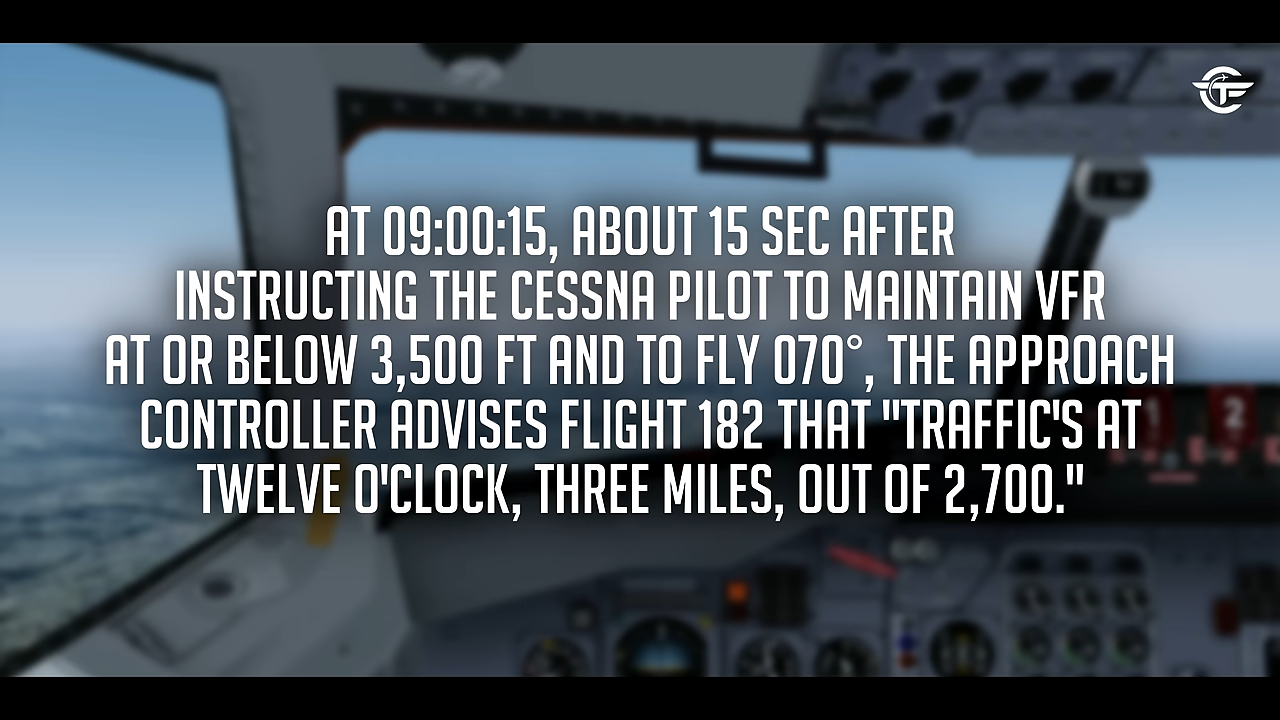 AT 09:00:15, ABOUT 15 SEC AFTER
INSTRUCTING THE CESSNA PILOT TO MAINTAIN VFR
AT OR BELOW 3,500 FT AND TO FLY 070°, THE APPROACH
CONTROLLER ADVISES FLIGHT 182 THAT "TRAFFIC'S AT
TWELVE O'CLOCK, THREE MILES, OUT OF 2,700."
1 2